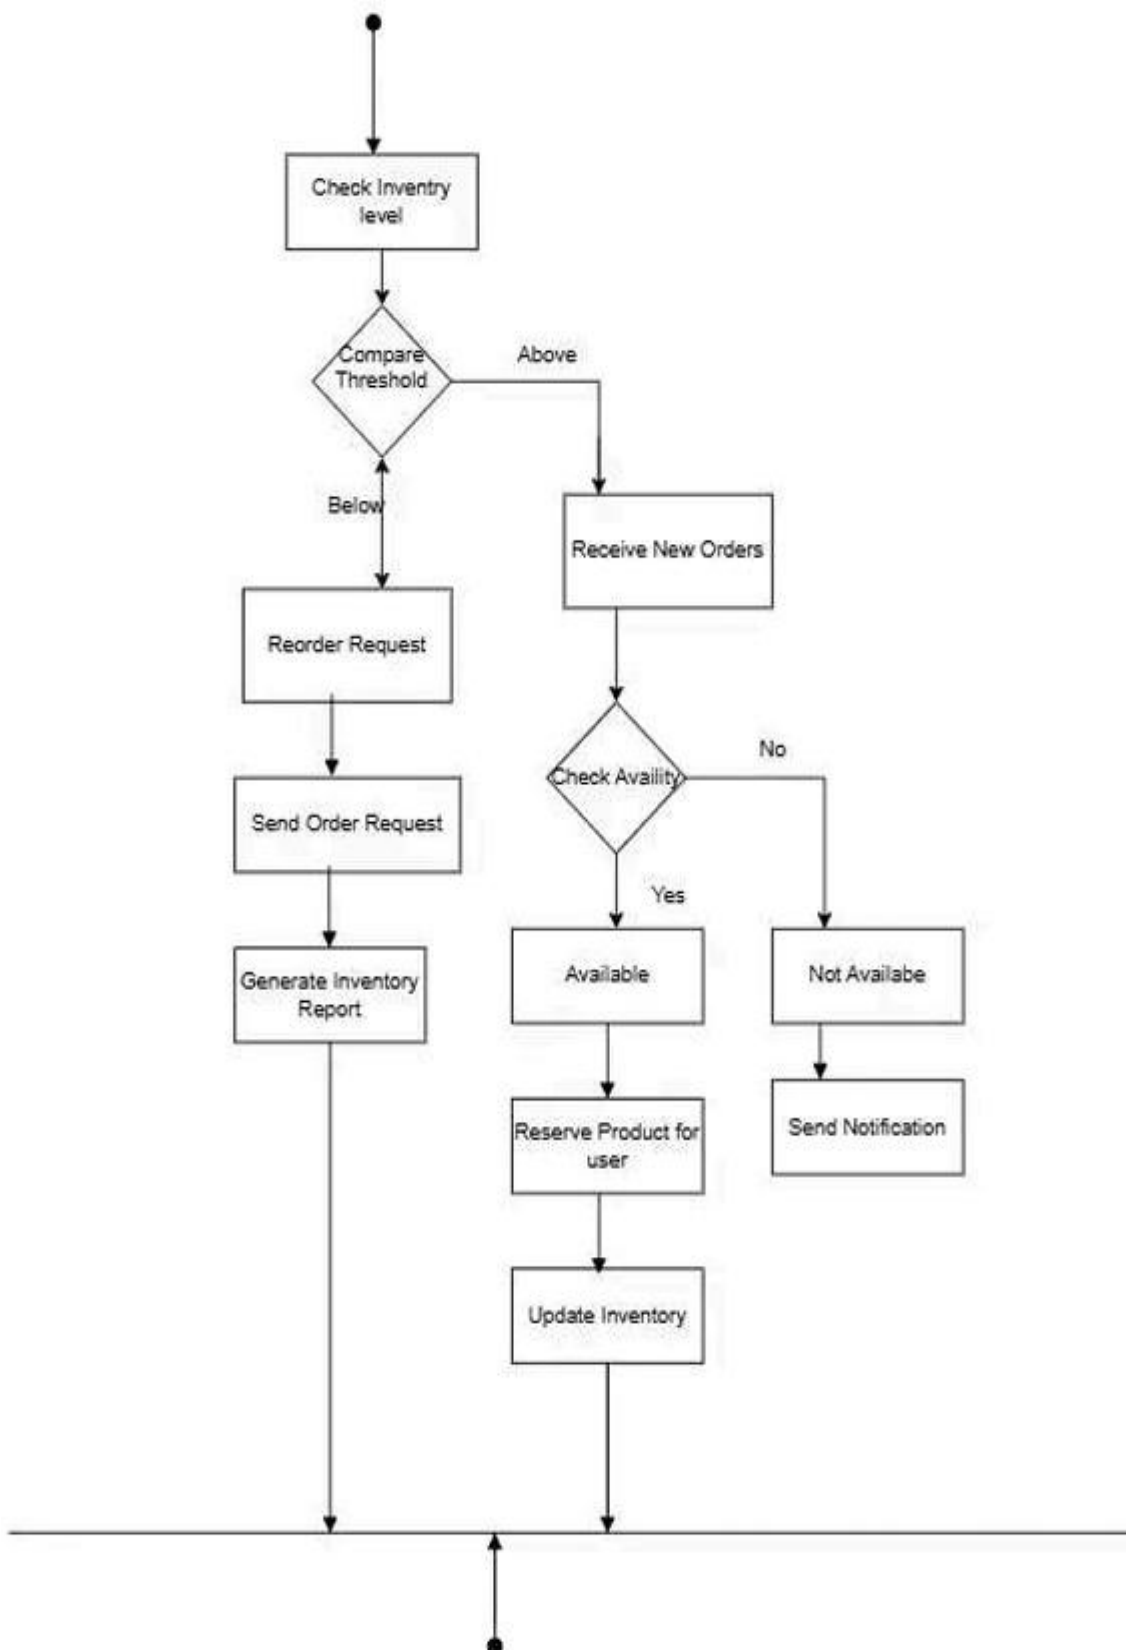 Check Inventry
level
Compare
Threshold
Above
Below
Receive New Orders
Reorder Request
No
Check Availity
Send Order Request
Yes
Generate Inventory
Report
Available
Not Availabe
Reserve Product for
user
Send Notification
Update Inventory